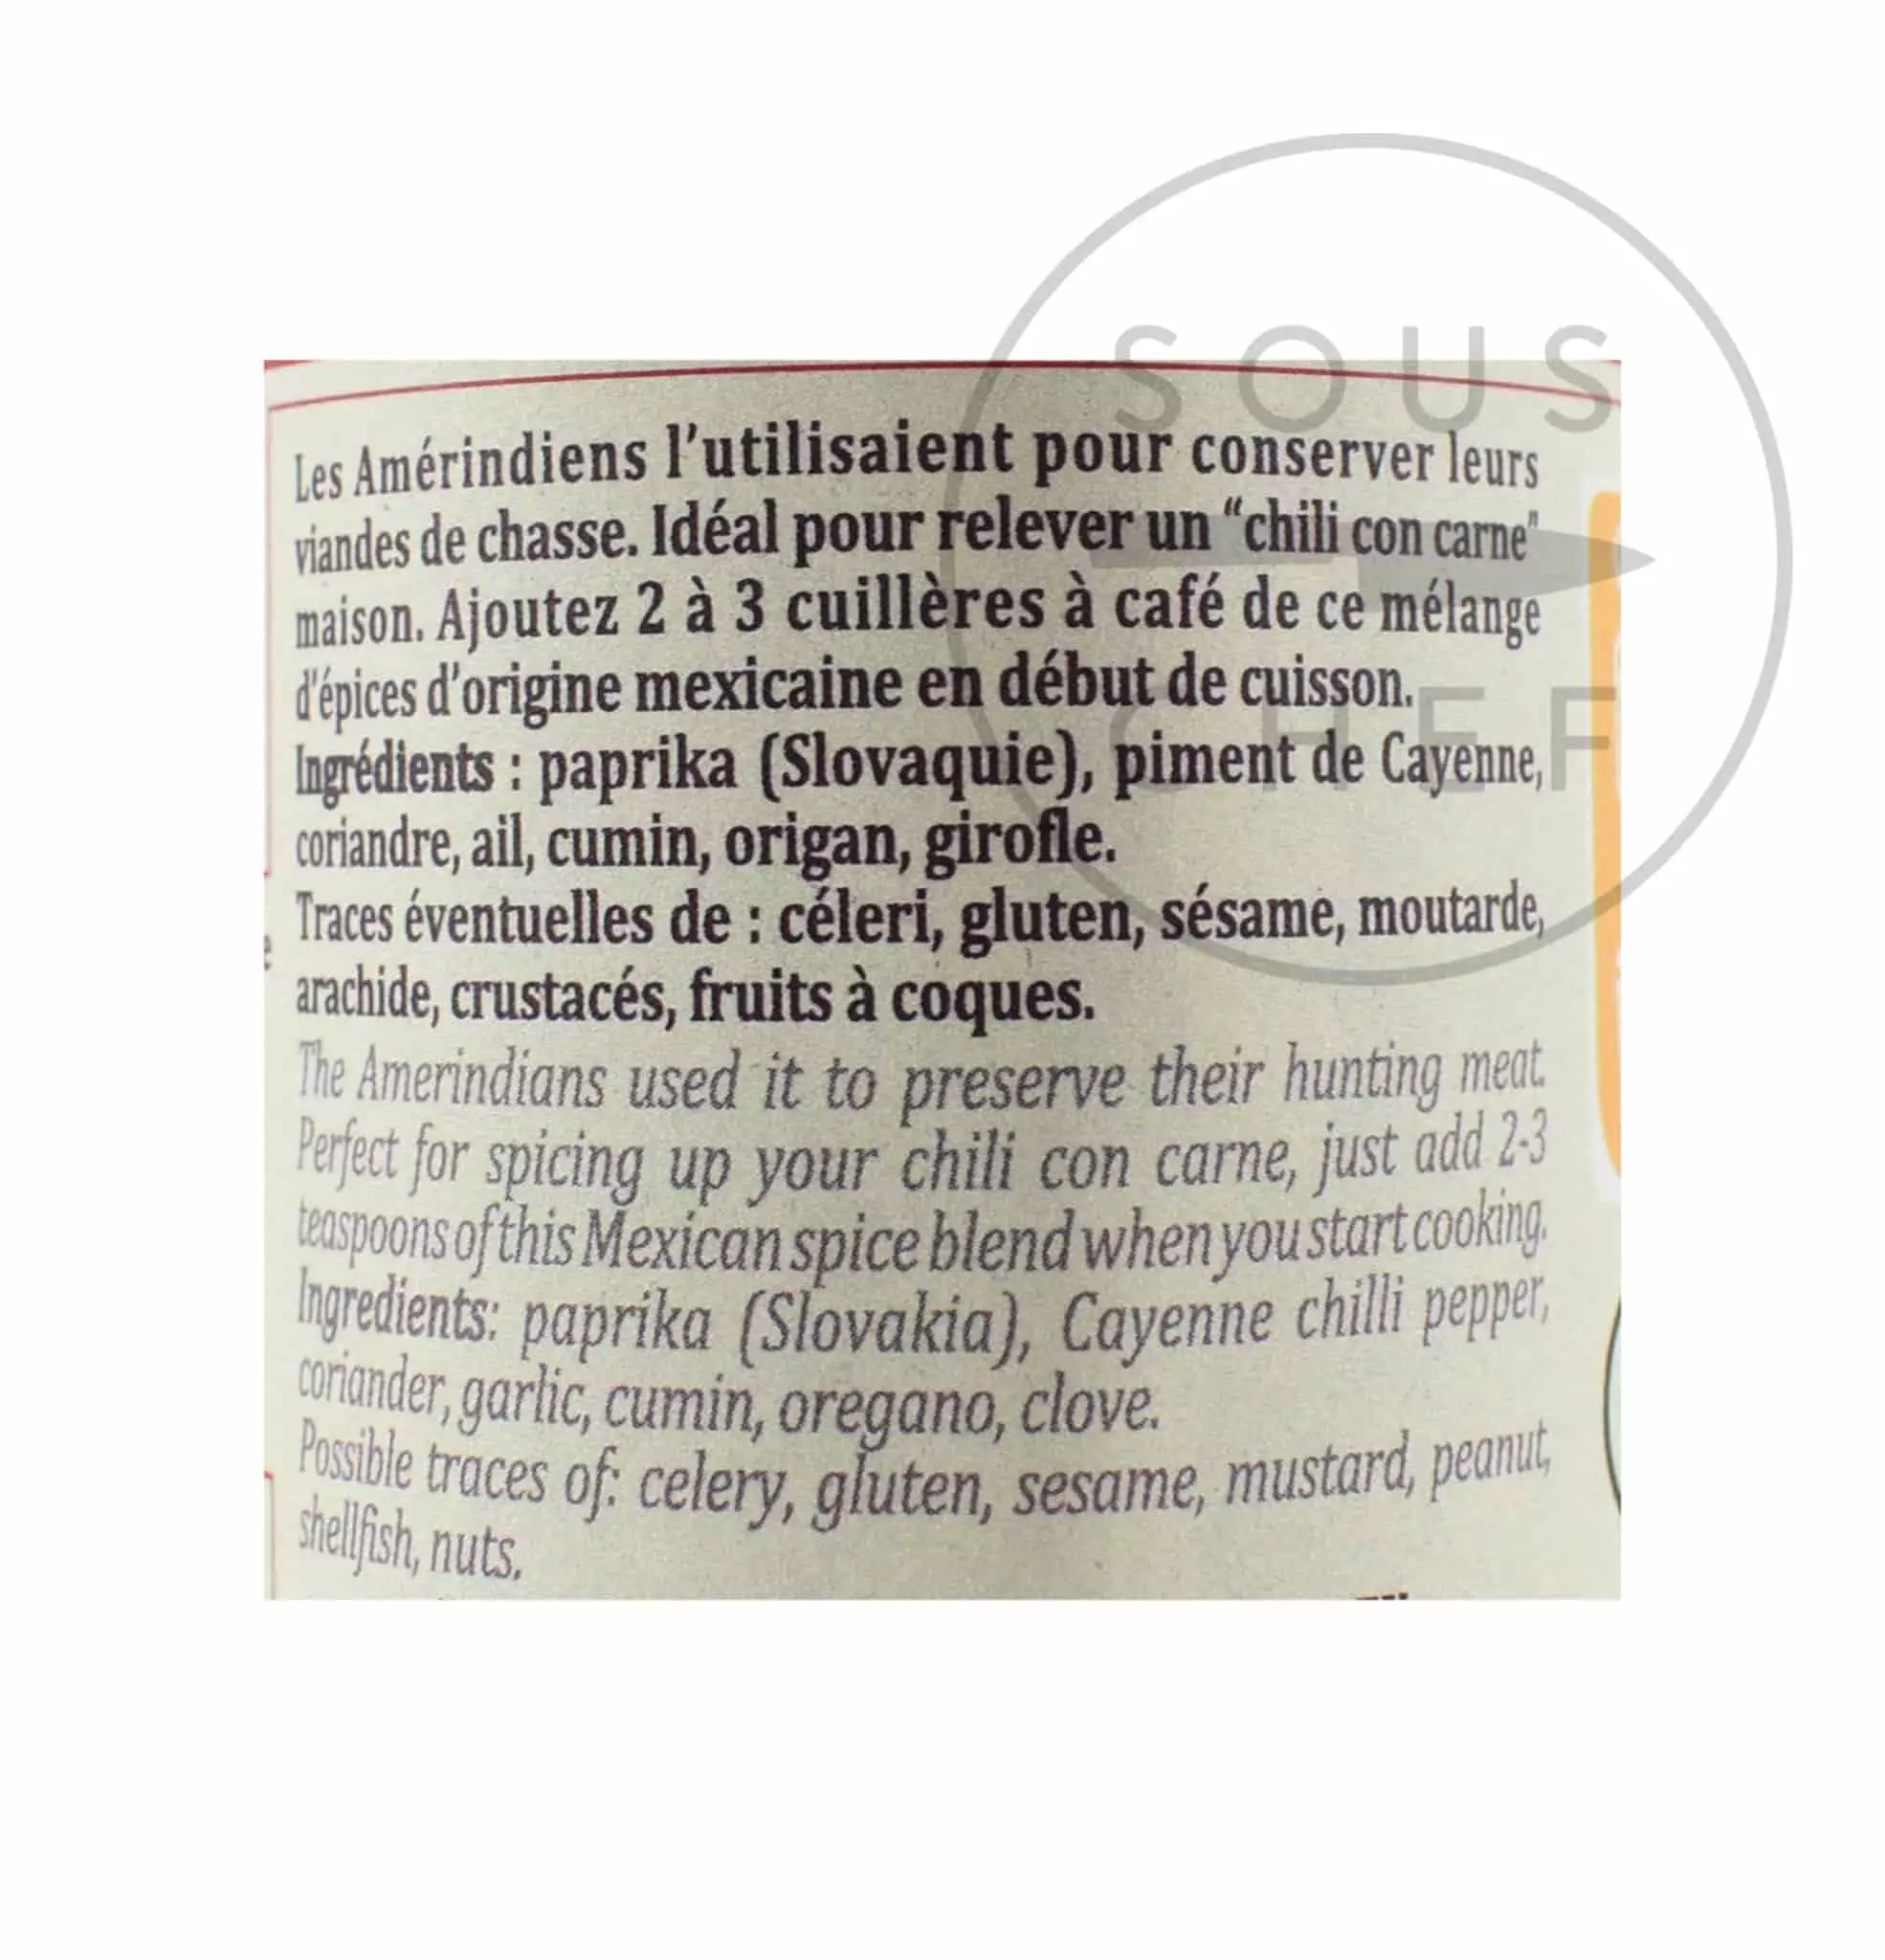 SOUS
CHEF
Les Amérindiens l'utilisaient pour conserver leurs
viandes de chasse. Idéal pour relever un "chili con carne"
maison. Ajoutez 2 à 3 cuillères à café de ce mélange
d'épices d'origine mexicaine en début de cuisson.
Ingrédients : paprika (Slovaquie), piment de Cayenne,
coriandre, ail, cumin, origan, girofle.
Traces éventuelles de : céleri, gluten, sésame, moutarde,
arachide, crustacés, fruits à coques.
The Amerindians used it to preserve their hunting meat.
Perfect for spicing up your chili con carne, just add 2-3
teaspoons of this Mexican spice blend when you start cooking.
Ingredients: paprika (Slovakia), Cayenne chilli pepper,
coriander, garlic, cumin, oregano, clove.
Possible traces of: celery, gluten, sesame, mustard, peanut,
shellfish, nuts.